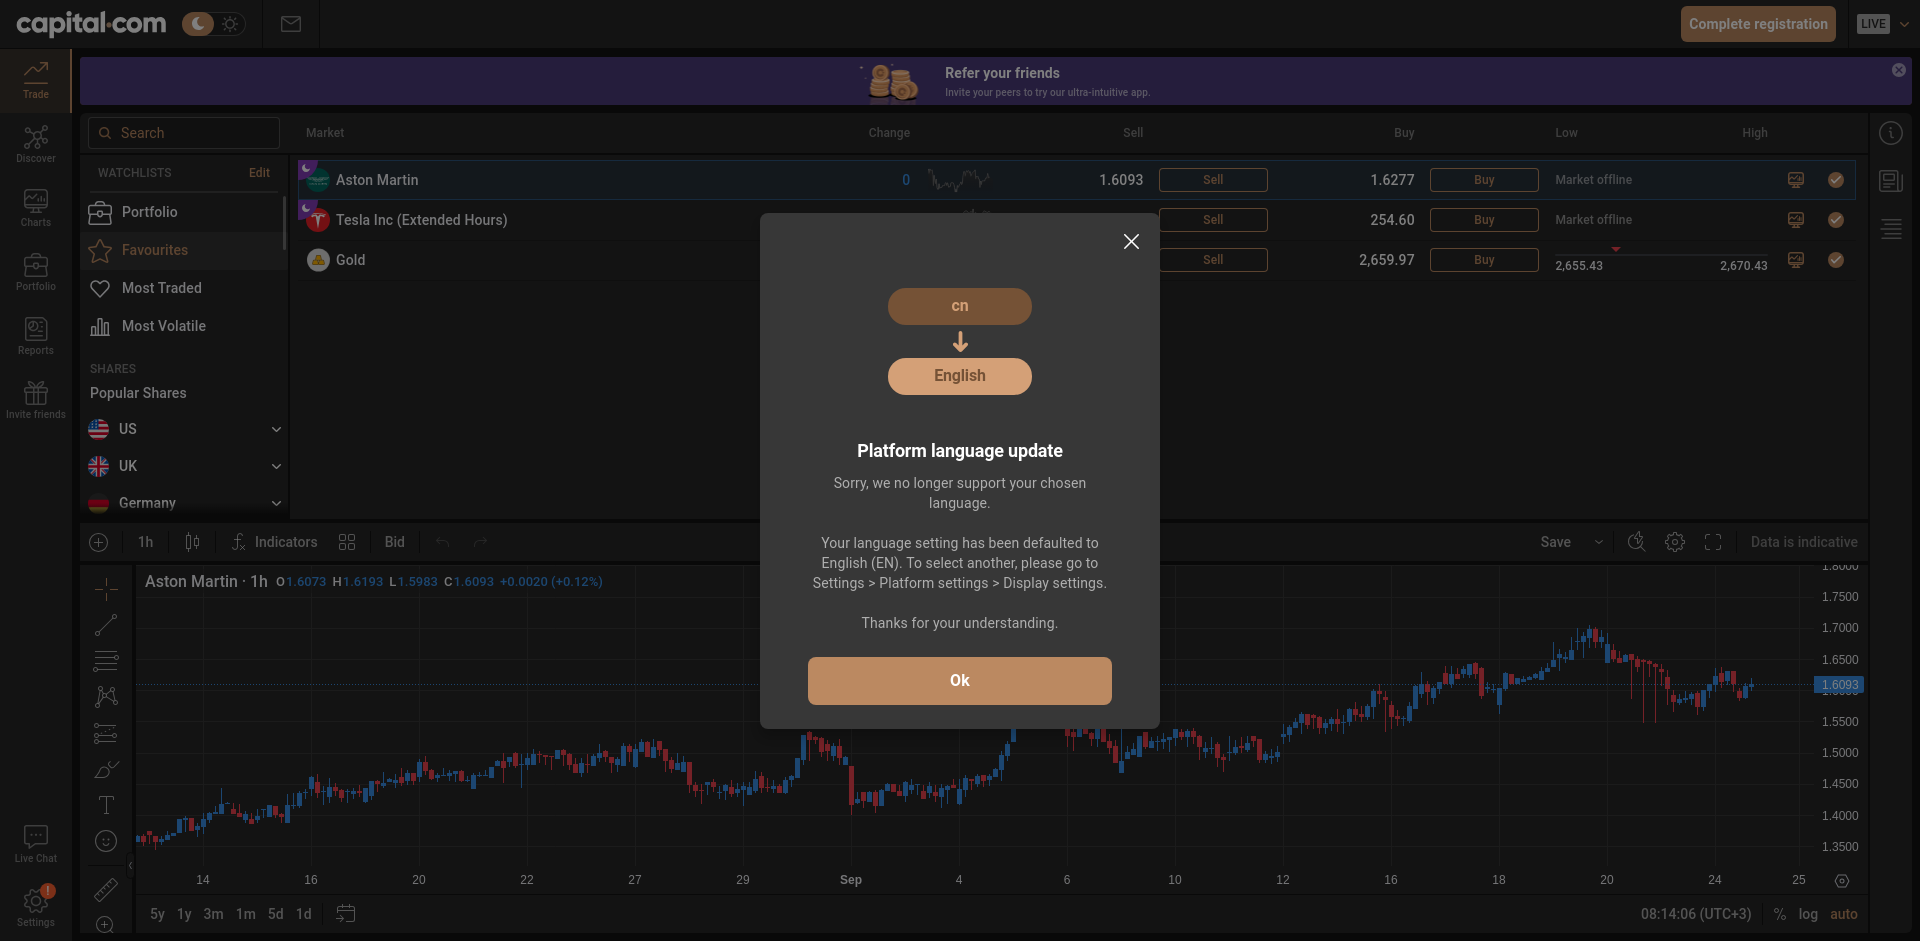 capital.com
Complete registration
LIVE
Trade
Discover
Charts
Portfolio
Reports
Invite friends
Live Chat
!
Settings
Refer your friends
Invite your peers to try our ultra-intuitive app.
Search
WATCHLISTS Edit
Portfolio
Favourites
Most Traded
Most Volatile
SHARES
Popular Shares
US
UK
Germany
Market Change Sell Buy Low High
Aston Martin 0 1.6093 Sell 1.6277 Buy Market offline
Tesla Inc (Extended Hours) Sell 254.60 Buy Market offline
Gold Sell 2,659.97 Buy 2,655.43 2,670.43
cn
English
Platform language update
Sorry, we no longer support your chosen
language.
Your language setting has been defaulted to
English (EN). To select another, please go to
Settings > Platform settings > Display settings.
Thanks for your understanding.
Ok
1h Indicators Bid Save Data is indicative
Aston Martin · 1h O1.6073 H1.6193 L1.5983 C1.6093 +0.0020 (+0.12%)
1.8000
1.7500
1.7000
1.6500
1.6093
1.5500
1.5000
1.4500
1.4000
1.3500
14 16 20 22 27 29 Sep 4 6 10 12 16 18 20 24 25
5y 1y 3m 1m 5d 1d 08:14:06 (UTC+3) % log auto